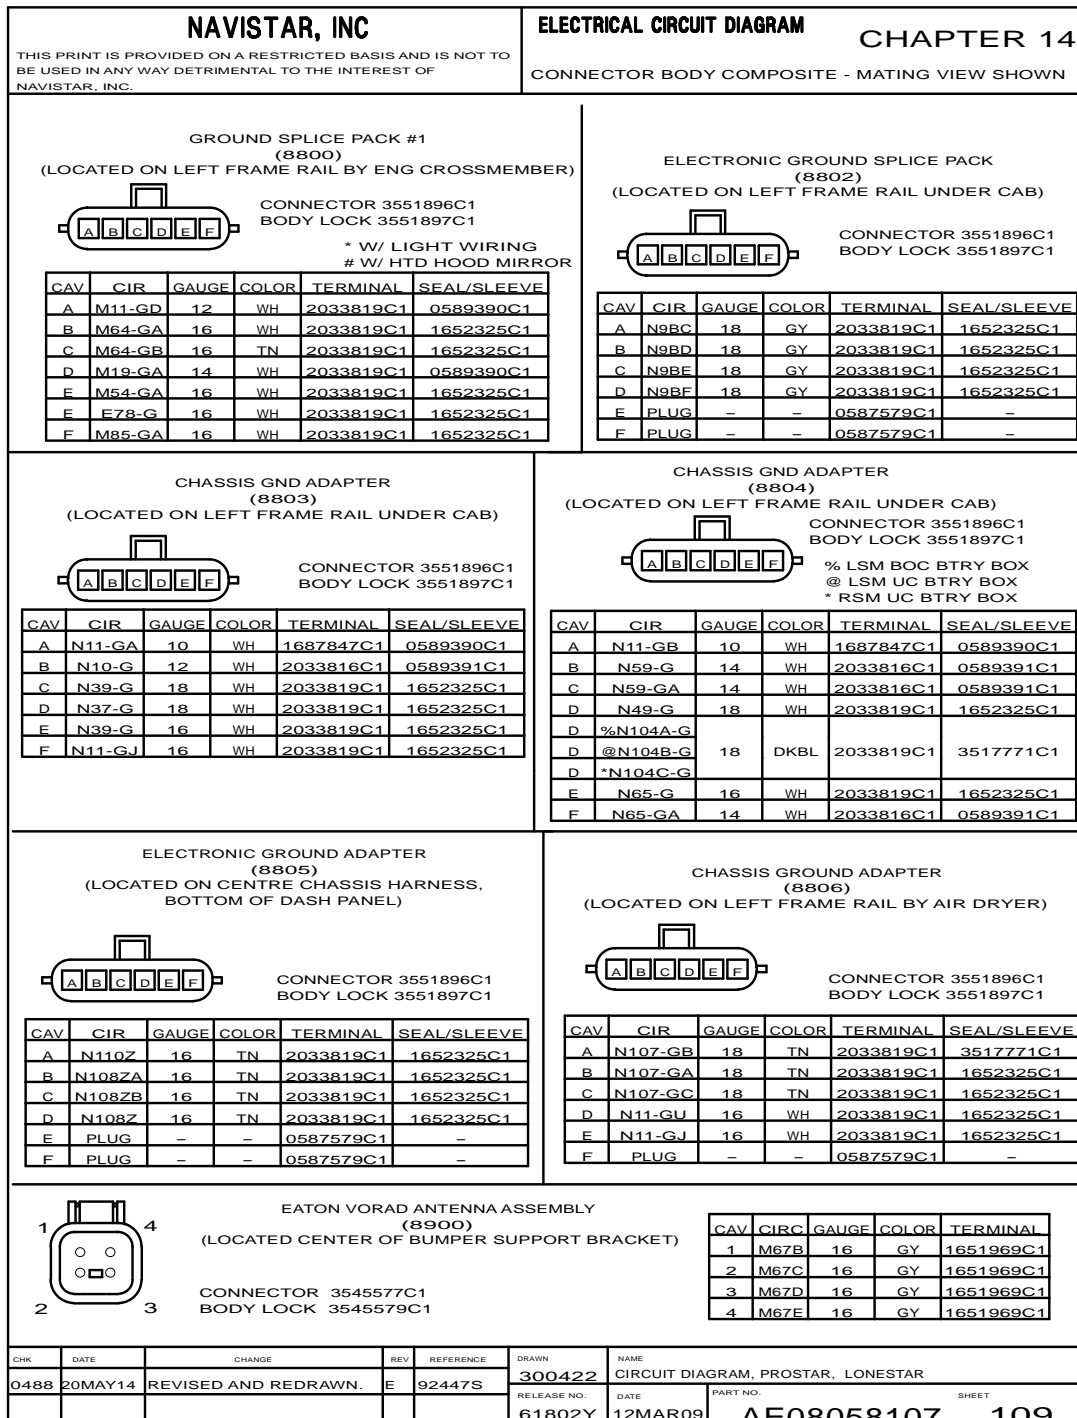 NAVISTAR, INC
THIS PRINT IS PROVIDED ON A RESTRICTED BASIS AND IS NOT TO
BE USED IN ANY WAY DETRIMENTAL TO THE INTEREST OF
NAVISTAR, INC.
ELECTRICAL CIRCUIT DIAGRAM
CHAPTER 14
CONNECTOR BODY COMPOSITE - MATING VIEW SHOWN
GROUND SPLICE PACK #1
(8800)
(LOCATED ON LEFT FRAME RAIL BY ENG CROSSMEMBER)
A B C D E F
CONNECTOR 3551896C1
BODY LOCK 3551897C1
* W/ LIGHT WIRING
# W/ HTD HOOD MIRROR
CAV CIR GAUGE COLOR TERMINAL SEAL/SLEEVE
A M11-GD 12 WH 2033819C1 0589390C1
B M64-GA 16 WH 2033819C1 1652325C1
C M64-GB 16 TN 2033819C1 1652325C1
D M19-GA 14 WH 2033819C1 0589390C1
E M54-GA 16 WH 2033819C1 1652325C1
E E78-G 16 WH 2033819C1 1652325C1
F M85-GA 16 WH 2033819C1 1652325C1
ELECTRONIC GROUND SPLICE PACK
(8802)
(LOCATED ON LEFT FRAME RAIL UNDER CAB)
A B C D E F
CONNECTOR 3551896C1
BODY LOCK 3551897C1
CAV CIR GAUGE COLOR TERMINAL SEAL/SLEEVE
A N9BC 18 GY 2033819C1 1652325C1
B N9BD 18 GY 2033819C1 1652325C1
C N9BE 18 GY 2033819C1 1652325C1
D N9BF 18 GY 2033819C1 1652325C1
E PLUG – – 0587579C1 –
F PLUG – – 0587579C1 –
CHASSIS GND ADAPTER
(8803)
(LOCATED ON LEFT FRAME RAIL UNDER CAB)
A B C D E F
CONNECTOR 3551896C1
BODY LOCK 3551897C1
CAV CIR GAUGE COLOR TERMINAL SEAL/SLEEVE
A N11-GA 10 WH 1687847C1 0589390C1
B N10-G 12 WH 2033816C1 0589391C1
C N39-G 18 WH 2033819C1 1652325C1
D N37-G 18 WH 2033819C1 1652325C1
E N39-G 16 WH 2033819C1 1652325C1
F N11-GJ 16 WH 2033819C1 1652325C1
CHASSIS GND ADAPTER
(8804)
(LOCATED ON LEFT FRAME RAIL UNDER CAB)
A B C D E F
CONNECTOR 3551896C1
BODY LOCK 3551897C1
% LSM BOC BTRY BOX
@ LSM UC BTRY BOX
* RSM UC BTRY BOX
CAV CIR GAUGE COLOR TERMINAL SEAL/SLEEVE
A N11-GB 10 WH 1687847C1 0589390C1
B N59-G 14 WH 2033816C1 0589391C1
C N59-GA 14 WH 2033816C1 0589391C1
D N49-G 18 WH 2033819C1 1652325C1
D %N104A-G
D @N104B-G 18 DKBL 2033819C1 3517771C1
D *N104C-G
E N65-G 16 WH 2033819C1 1652325C1
F N65-GA 14 WH 2033816C1 0589391C1
ELECTRONIC GROUND ADAPTER
(8805)
(LOCATED ON CENTRE CHASSIS HARNESS,
BOTTOM OF DASH PANEL)
A B C D E F
CONNECTOR 3551896C1
BODY LOCK 3551897C1
CAV CIR GAUGE COLOR TERMINAL SEAL/SLEEVE
A N110Z 16 TN 2033819C1 1652325C1
B N108ZA 16 TN 2033819C1 1652325C1
C N108ZB 16 TN 2033819C1 1652325C1
D N108Z 16 TN 2033819C1 1652325C1
E PLUG – – 0587579C1 –
F PLUG – – 0587579C1 –
CHASSIS GROUND ADAPTER
(8806)
(LOCATED ON LEFT FRAME RAIL BY AIR DRYER)
A B C D E F
CONNECTOR 3551896C1
BODY LOCK 3551897C1
CAV CIR GAUGE COLOR TERMINAL SEAL/SLEEVE
A N107-GB 18 TN 2033819C1 3517771C1
B N107-GA 18 TN 2033819C1 1652325C1
C N107-GC 18 TN 2033819C1 1652325C1
D N11-GU 16 WH 2033819C1 1652325C1
E N11-GJ 16 WH 2033819C1 1652325C1
F PLUG – – 0587579C1 –
1 4
2 3
EATON VORAD ANTENNA ASSEMBLY
(8900)
(LOCATED CENTER OF BUMPER SUPPORT BRACKET)
CONNECTOR 3545577C1
BODY LOCK 3545579C1
CAV CIRC GAUGE COLOR TERMINAL
1 M67B 16 GY 1651969C1
2 M67C 16 GY 1651969C1
3 M67D 16 GY 1651969C1
4 M67E 16 GY 1651969C1
CHK DATE CHANGE REV REFERENCE
0488 20MAY14 REVISED AND REDRAWN. E 92447S
DRAWN
300422
NAME
CIRCUIT DIAGRAM, PROSTAR, LONESTAR
RELEASE NO.
61802Y
DATE
12MAR09
PART NO.
AE08058107
SHEET
109